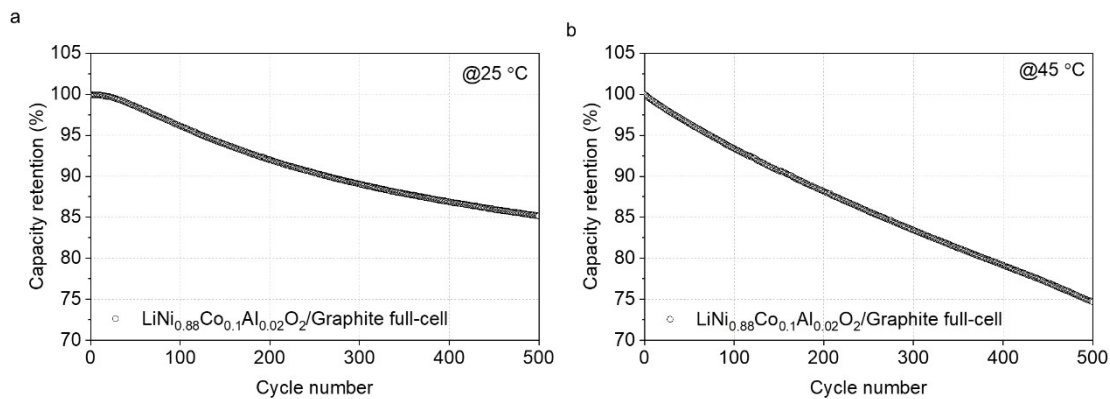 a
105
100
95
90
85
80
75
70
Capacity retention (%)
@25 °C
LiNi0.88Co0.1Al0.02O2/Graphite full-cell
0 100 200 300 400 500
Cycle number
b
105
100
95
90
85
80
75
70
Capacity retention (%)
@45 °C
LiNi0.88Co0.1Al0.02O2/Graphite full-cell
0 100 200 300 400 500
Cycle number